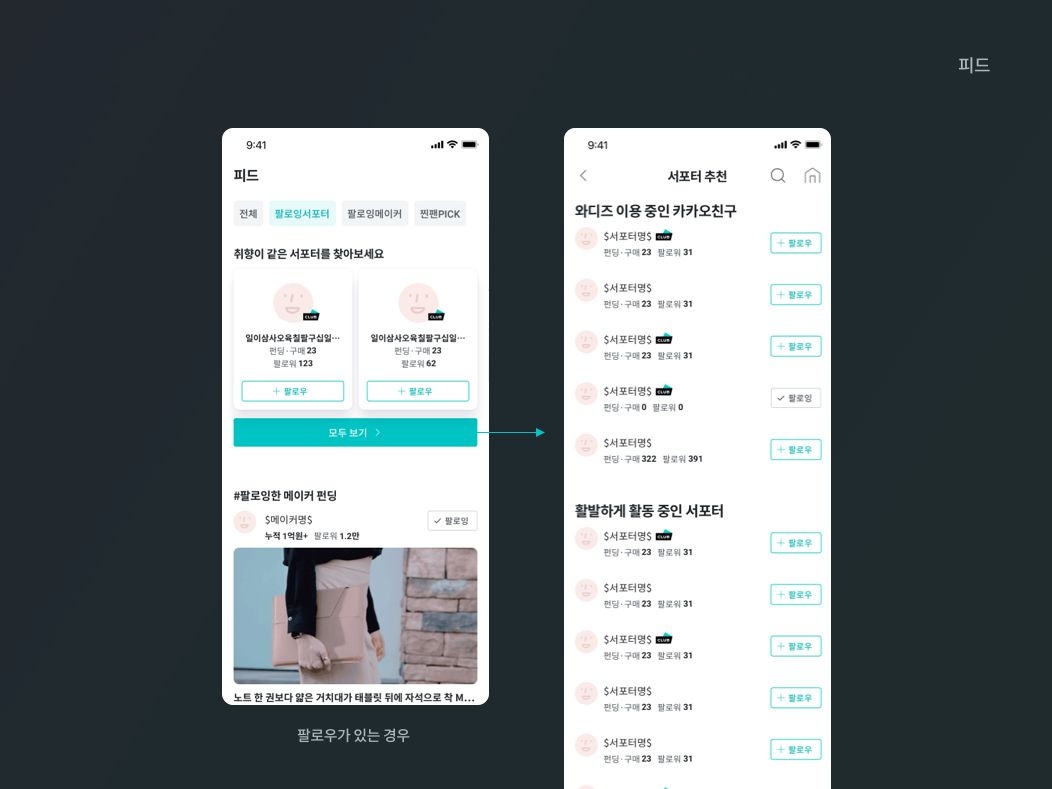 피드
9:41
피드
전체 팔로잉서포터 팔로잉메이커 찐팬PICK
취향이 같은 서포터를 찾아보세요
CLUB CLUB
일이삼사오육칠팔구십일… 일이삼사오육칠팔구십일…
펀딩·구매 23 펀딩·구매 23
팔로워 123 팔로워 62
+ 팔로우 + 팔로우
모두 보기 >
#팔로잉한 메이커 펀딩
$메이커명$
팔로잉
누적 1억원+ 팔로워 1.2만
노트 한 권보다 얇은 거치대가 태블릿 뒤에 자석으로 착 M…
팔로우가 있는 경우
9:41
서포터 추천
와디즈 이용 중인 카카오친구
$서포터명$ CLUB
펀딩·구매 23 팔로워 31
+ 팔로우
$서포터명$
펀딩·구매 23 팔로워 31
+ 팔로우
$서포터명$ CLUB
펀딩·구매 23 팔로워 31
+ 팔로우
$서포터명$ CLUB
펀딩·구매 0 팔로워 0
팔로잉
$서포터명$
펀딩·구매 322 팔로워 391
+ 팔로우
활발하게 활동 중인 서포터
$서포터명$ CLUB
펀딩·구매 23 팔로워 31
+ 팔로우
$서포터명$
펀딩·구매 23 팔로워 31
+ 팔로우
$서포터명$ CLUB
펀딩·구매 23 팔로워 31
+ 팔로우
$서포터명$
펀딩·구매 23 팔로워 31
+ 팔로우
$서포터명$
펀딩·구매 23 팔로워 31
+ 팔로우